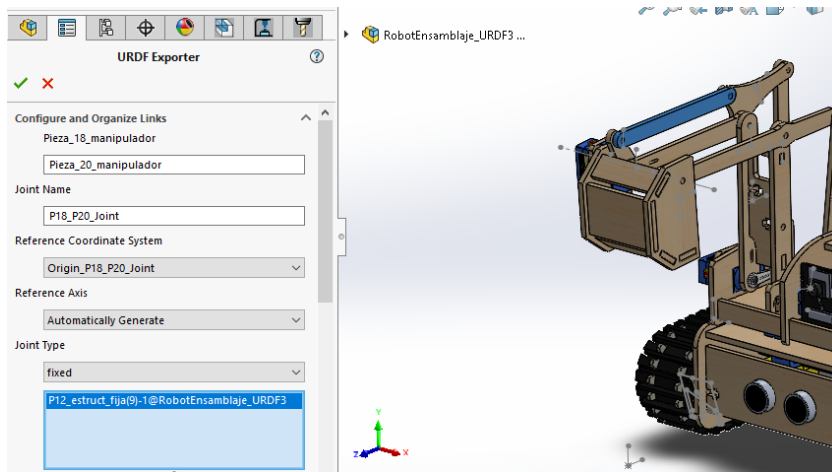 RobotEnsamblaje_URDF3 ...
URDF Exporter
Configure and Organize Links
Pieza_18_manipulador
Pieza_20_manipulador
Joint Name
P18_P20_Joint
Reference Coordinate System
Origin_P18_P20_Joint
Reference Axis
Automatically Generate
Joint Type
fixed
P12_estruct_fija(9)-1@RobotEnsamblaje_URDF3
Y
Z
X